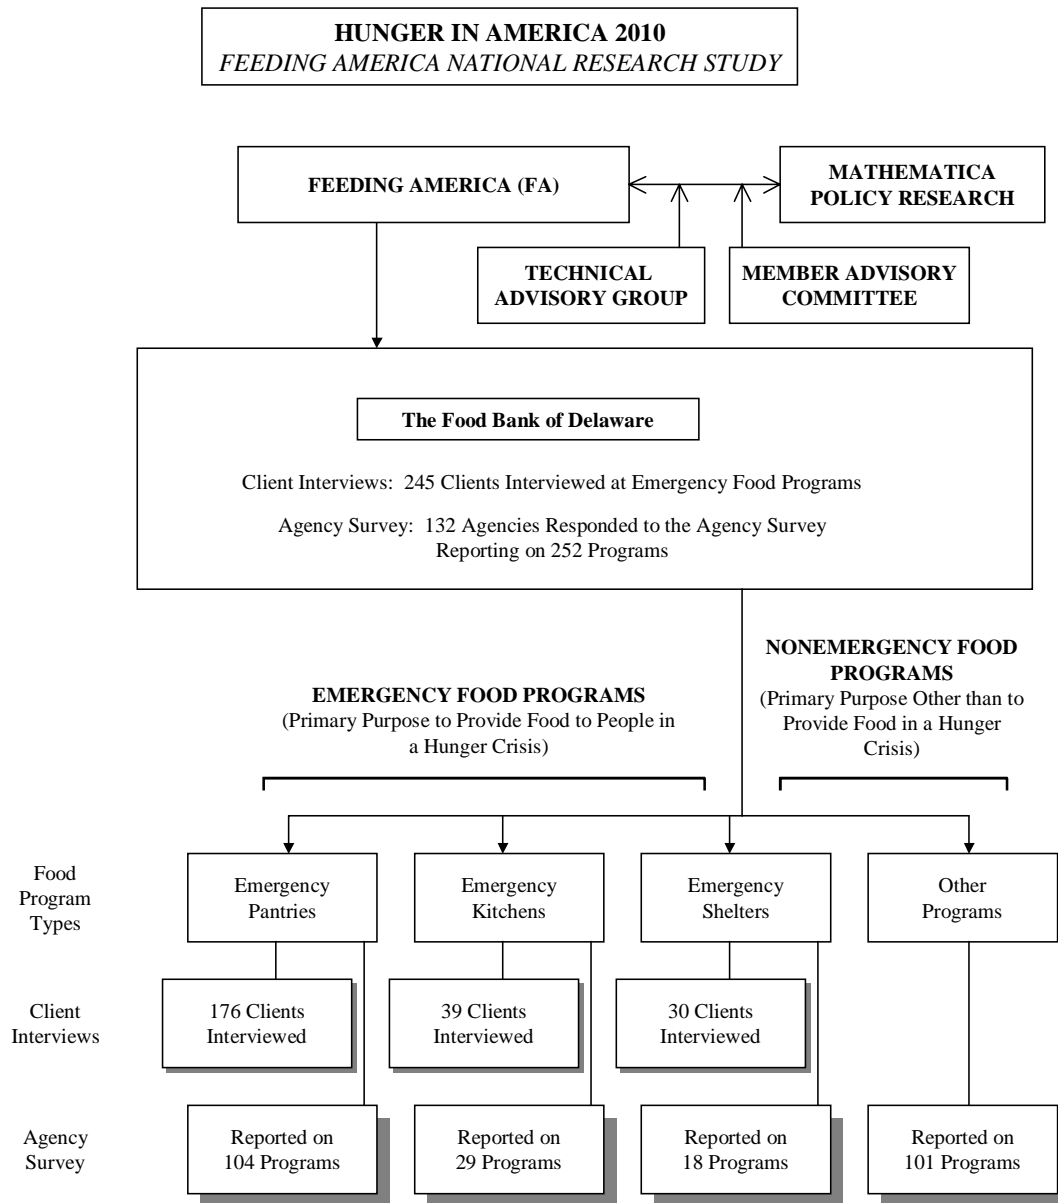 HUNGER IN AMERICA 2010
FEEDING AMERICA NATIONAL RESEARCH STUDY
FEEDING AMERICA (FA)
MATHEMATICA
POLICY RESEARCH
TECHNICAL
ADVISORY GROUP
MEMBER ADVISORY
COMMITTEE
The Food Bank of Delaware
Client Interviews: 245 Clients Interviewed at Emergency Food Programs
Agency Survey: 132 Agencies Responded to the Agency Survey
Reporting on 252 Programs
EMERGENCY FOOD PROGRAMS
(Primary Purpose to Provide Food to People in
a Hunger Crisis)
NONEMERGENCY FOOD
PROGRAMS
(Primary Purpose Other than to
Provide Food in a Hunger
Crisis)
Food
Program
Types
Emergency
Pantries
Emergency
Kitchens
Emergency
Shelters
Other
Programs
Client
Interviews
176 Clients
Interviewed
39 Clients
Interviewed
30 Clients
Interviewed
Agency
Survey
Reported on
104 Programs
Reported on
29 Programs
Reported on
18 Programs
Reported on
101 Programs